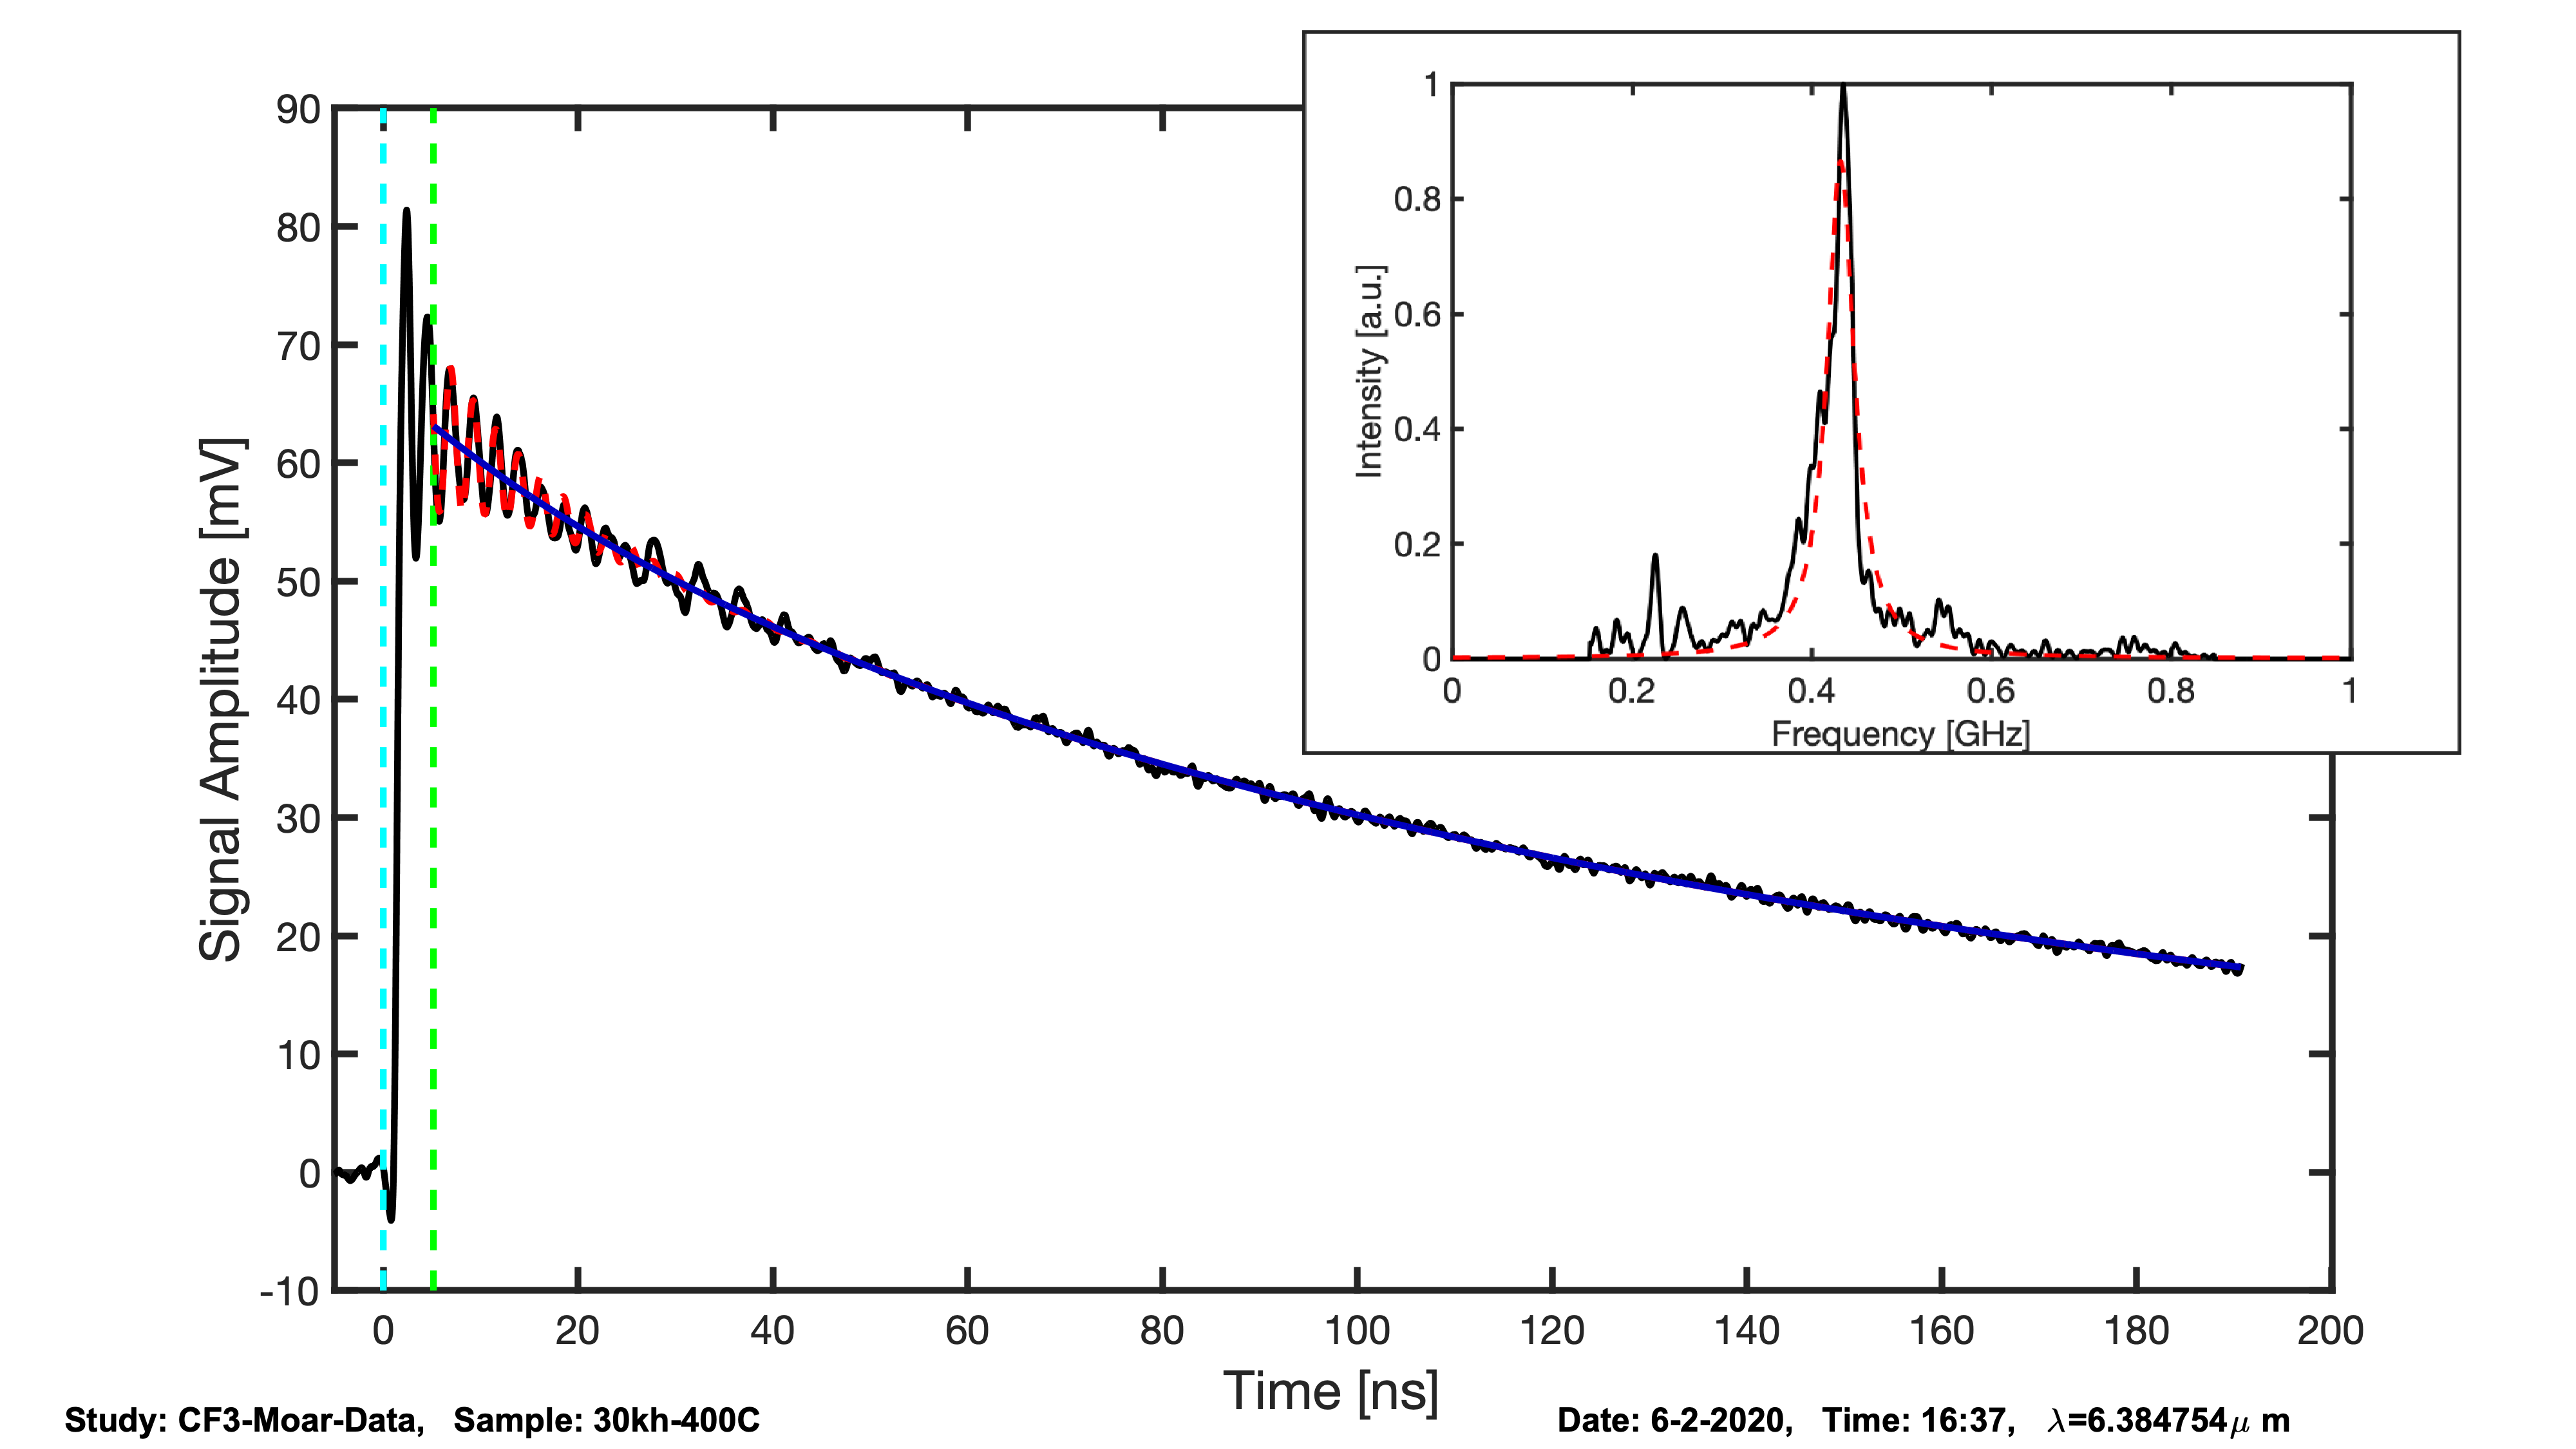 90
80
70
60
50
40
30
20
10
0
-10
Signal Amplitude [mV]
0 20 40 60 80 100 120 140 160 180 200
Time [ns]
1
0.8
0.6
0.4
0.2
0
Intensity [a.u.]
0 0.2 0.4 0.6 0.8 1
Frequency [GHz]
Study: CF3-Moar-Data, Sample: 30kh-400C
Date: 6-2-2020, Time: 16:37, λ=6.384754μ m